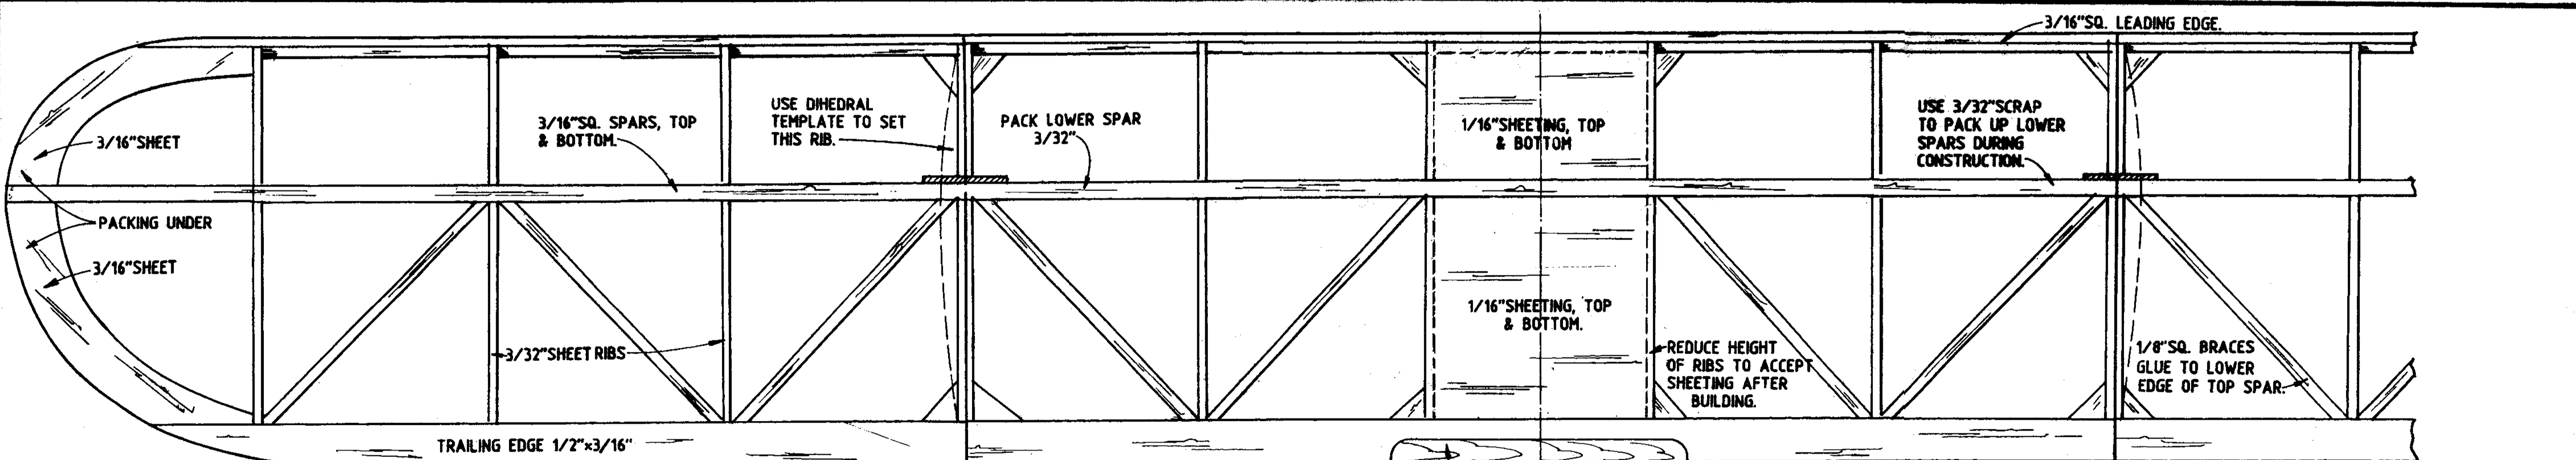 3/16"SQ. LEADING EDGE.
3/16"SHEET
3/16"SQ. SPARS, TOP
& BOTTOM.
USE DIHEDRAL
TEMPLATE TO SET
THIS RIB.
PACK LOWER SPAR
3/32"
1/16"SHEETING, TOP
& BOTTOM
USE 3/32"SCRAP
TO PACK UP LOWER
SPARS DURING
CONSTRUCTION.
PACKING UNDER
3/16"SHEET
3/32"SHEET RIBS
1/16"SHEETING, TOP
& BOTTOM.
REDUCE HEIGHT
OF RIBS TO ACCEPT
SHEETING AFTER
BUILDING.
1/8"SQ. BRACES
GLUE TO LOWER
EDGE OF TOP SPAR.
TRAILING EDGE 1/2"x3/16"